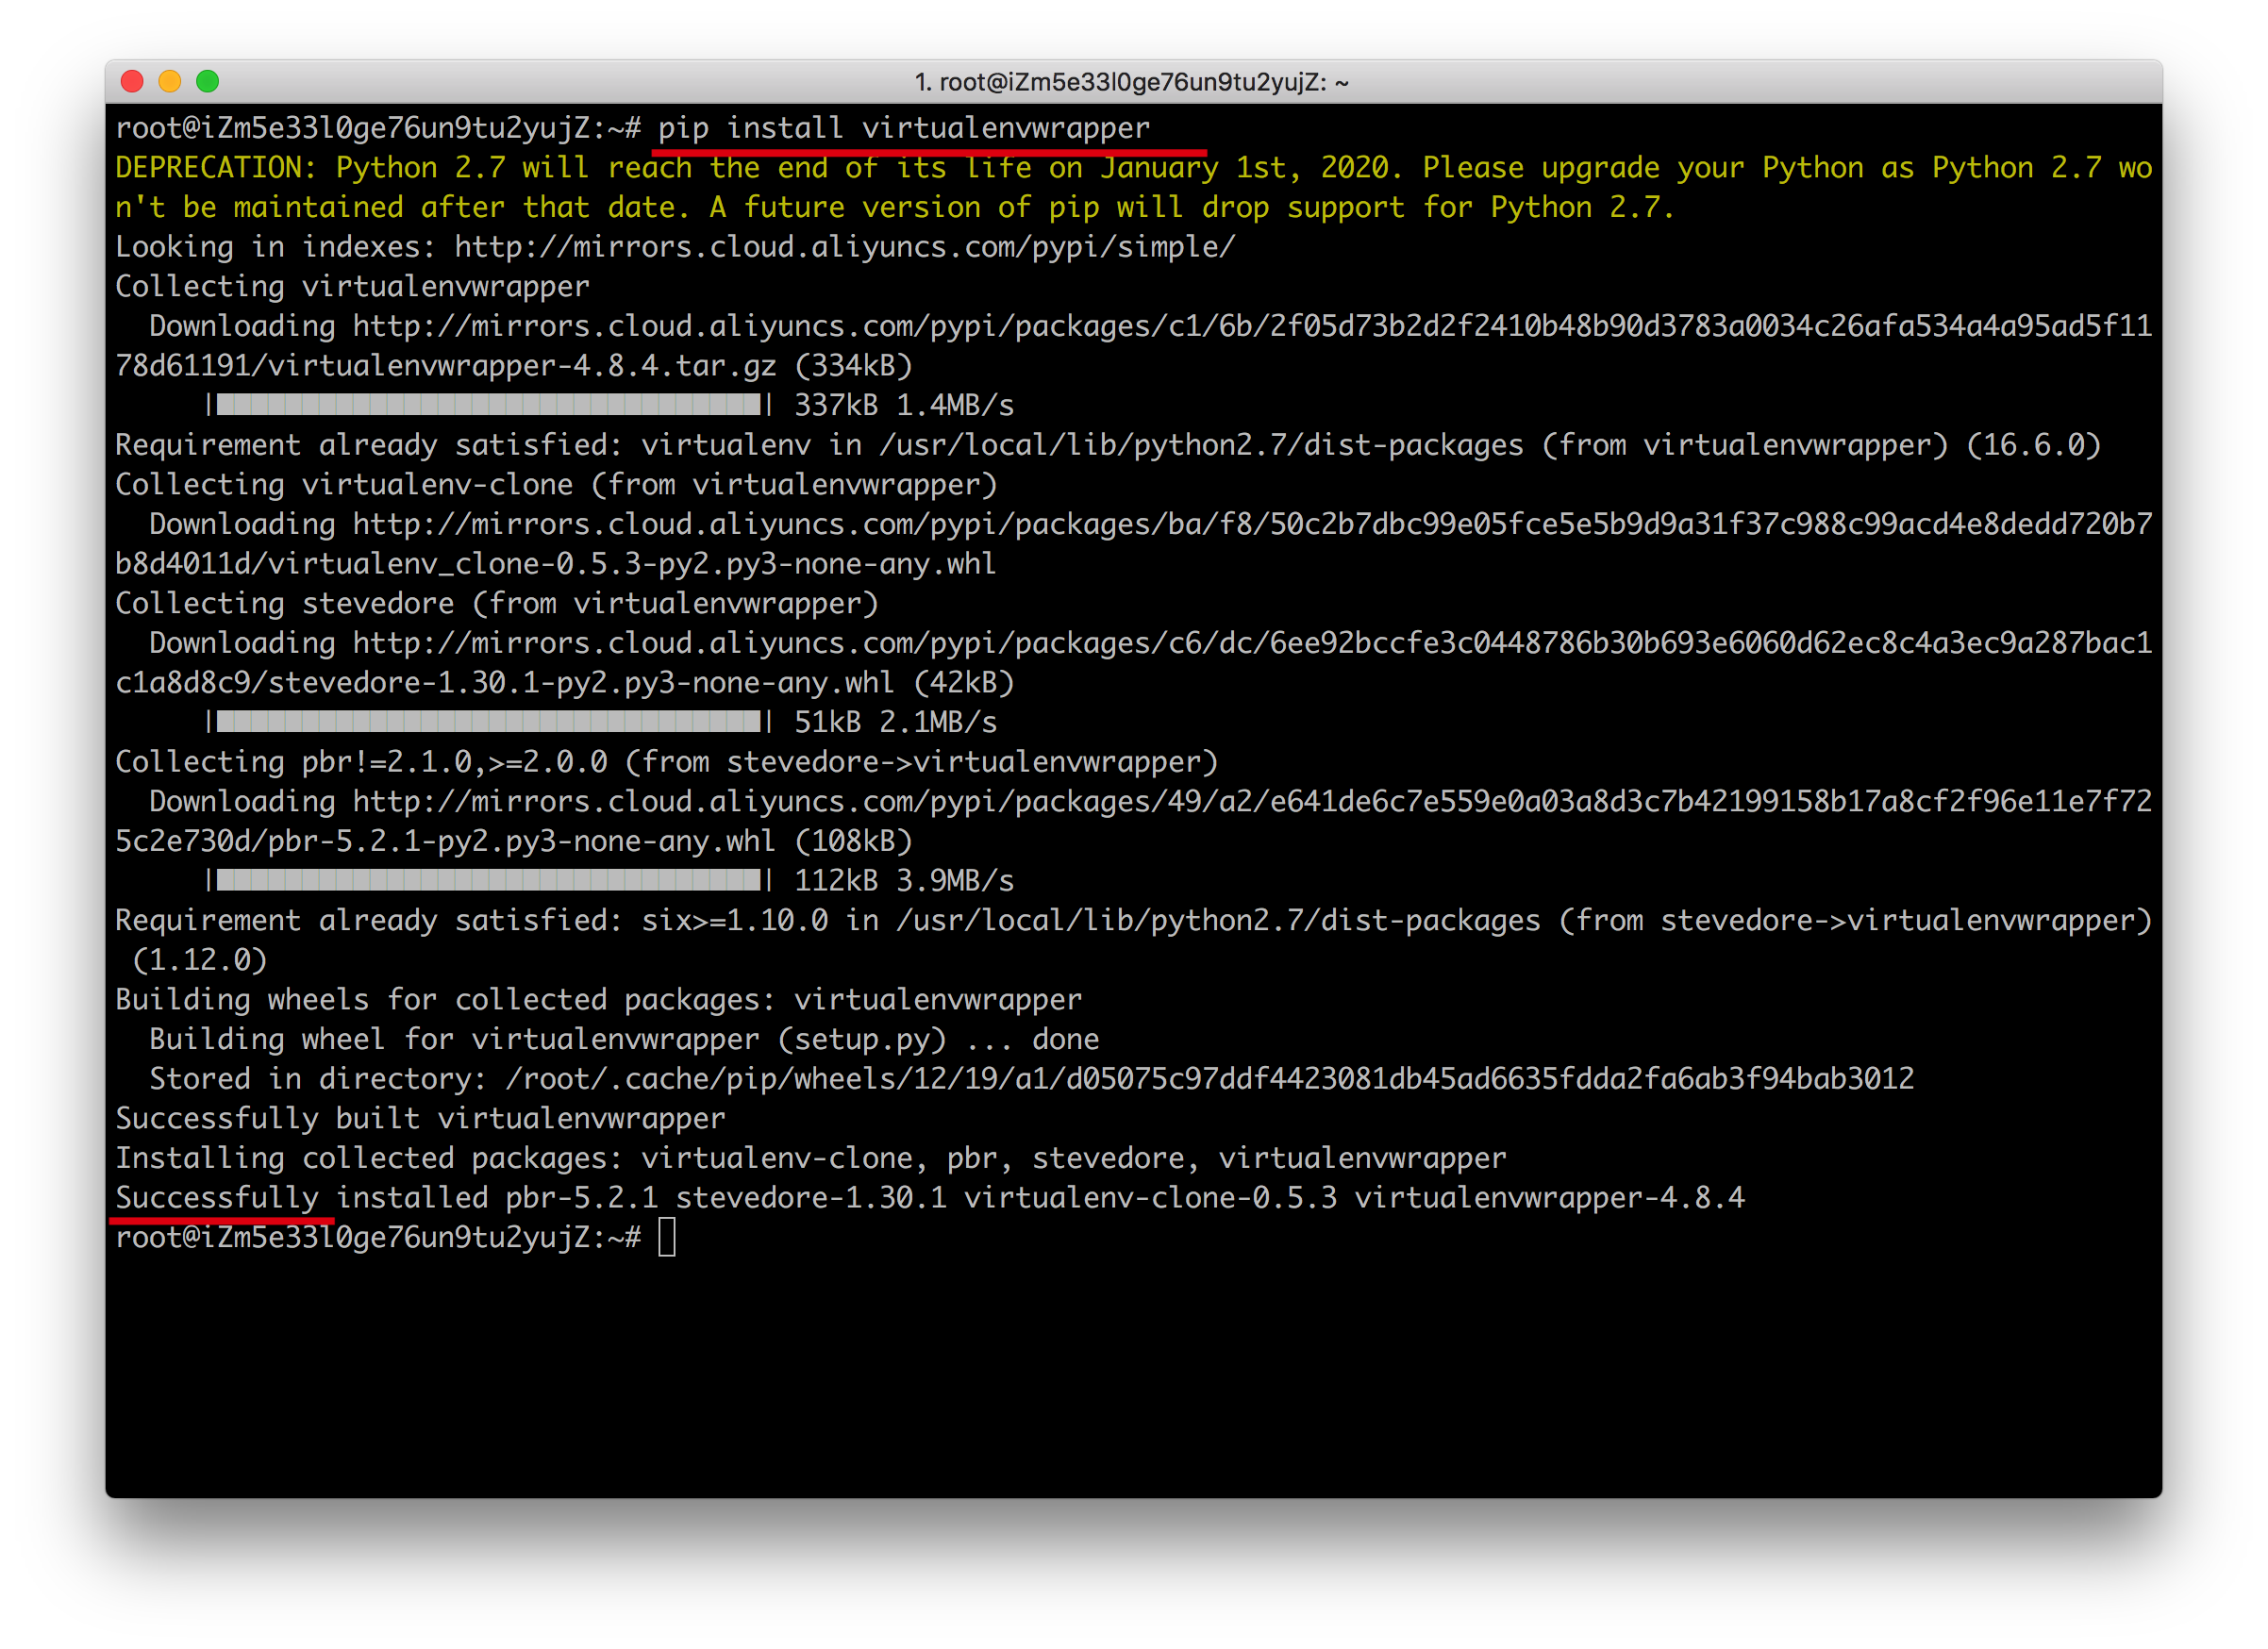 1. root@iZm5e33l0ge76un9tu2yujZ: ~
root@iZm5e33l0ge76un9tu2yujZ:~# pip install virtualenvwrapper
DEPRECATION: Python 2.7 will reach the end of its life on January 1st, 2020. Please upgrade your Python as Python 2.7 wo
n't be maintained after that date. A future version of pip will drop support for Python 2.7.
Looking in indexes: http://mirrors.cloud.aliyuncs.com/pypi/simple/
Collecting virtualenvwrapper
  Downloading http://mirrors.cloud.aliyuncs.com/pypi/packages/c1/6b/2f05d73b2d2f2410b48b90d3783a0034c26afa534a4a95ad5f11
78d61191/virtualenvwrapper-4.8.4.tar.gz (334kB)
     |████████████████████████████████| 337kB 1.4MB/s
Requirement already satisfied: virtualenv in /usr/local/lib/python2.7/dist-packages (from virtualenvwrapper) (16.6.0)
Collecting virtualenv-clone (from virtualenvwrapper)
  Downloading http://mirrors.cloud.aliyuncs.com/pypi/packages/ba/f8/50c2b7dbc99e05fce5e5b9d9a31f37c988c99acd4e8dedd720b7
b8d4011d/virtualenv_clone-0.5.3-py2.py3-none-any.whl
Collecting stevedore (from virtualenvwrapper)
  Downloading http://mirrors.cloud.aliyuncs.com/pypi/packages/c6/dc/6ee92bccfe3c0448786b30b693e6060d62ec8c4a3ec9a287bac1
c1a8d8c9/stevedore-1.30.1-py2.py3-none-any.whl (42kB)
     |████████████████████████████████| 51kB 2.1MB/s
Collecting pbr!=2.1.0,>=2.0.0 (from stevedore->virtualenvwrapper)
  Downloading http://mirrors.cloud.aliyuncs.com/pypi/packages/49/a2/e641de6c7e559e0a03a8d3c7b42199158b17a8cf2f96e11e7f72
5c2e730d/pbr-5.2.1-py2.py3-none-any.whl (108kB)
     |████████████████████████████████| 112kB 3.9MB/s
Requirement already satisfied: six>=1.10.0 in /usr/local/lib/python2.7/dist-packages (from stevedore->virtualenvwrapper)
 (1.12.0)
Building wheels for collected packages: virtualenvwrapper
  Building wheel for virtualenvwrapper (setup.py) ... done
  Stored in directory: /root/.cache/pip/wheels/12/19/a1/d05075c97ddf4423081db45ad6635fdda2fa6ab3f94bab3012
Successfully built virtualenvwrapper
Installing collected packages: virtualenv-clone, pbr, stevedore, virtualenvwrapper
Successfully installed pbr-5.2.1 stevedore-1.30.1 virtualenv-clone-0.5.3 virtualenvwrapper-4.8.4
root@iZm5e33l0ge76un9tu2yujZ:~#